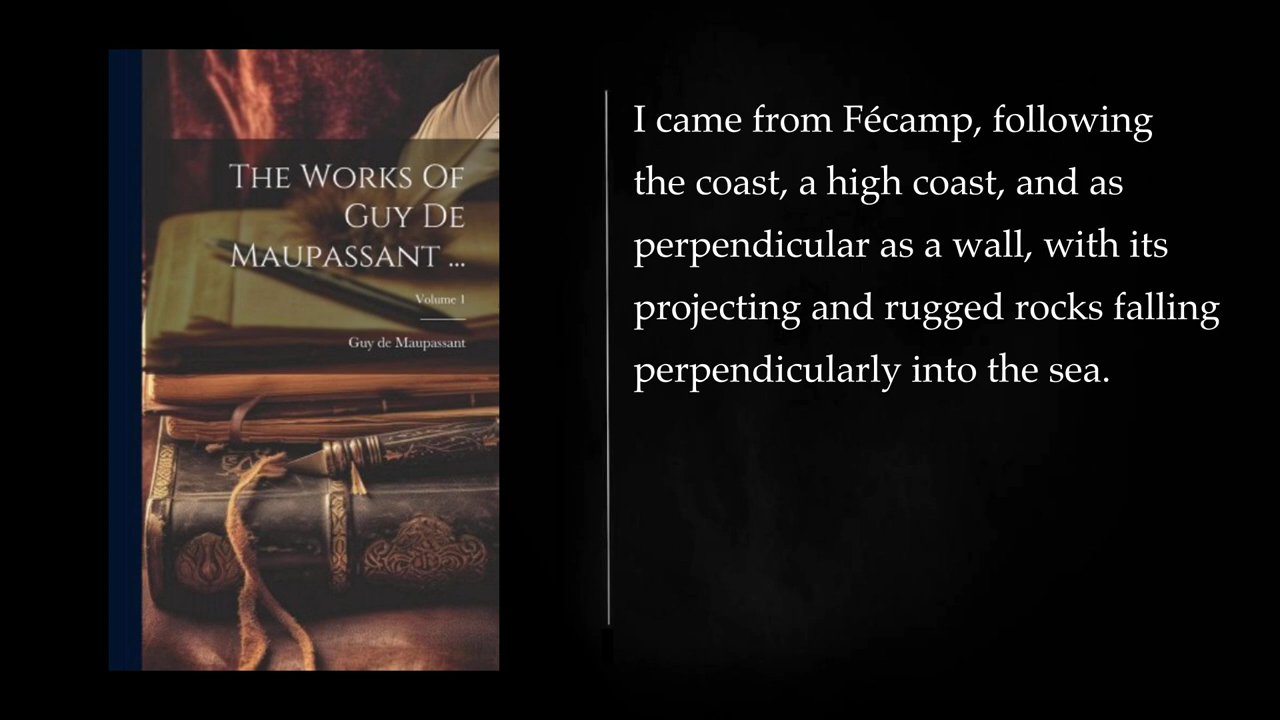 The Works Of
Guy De
Maupassant ...
Volume 1
Guy de Maupassant
I came from Fécamp, following
the coast, a high coast, and as
perpendicular as a wall, with its
projecting and rugged rocks falling
perpendicularly into the sea.